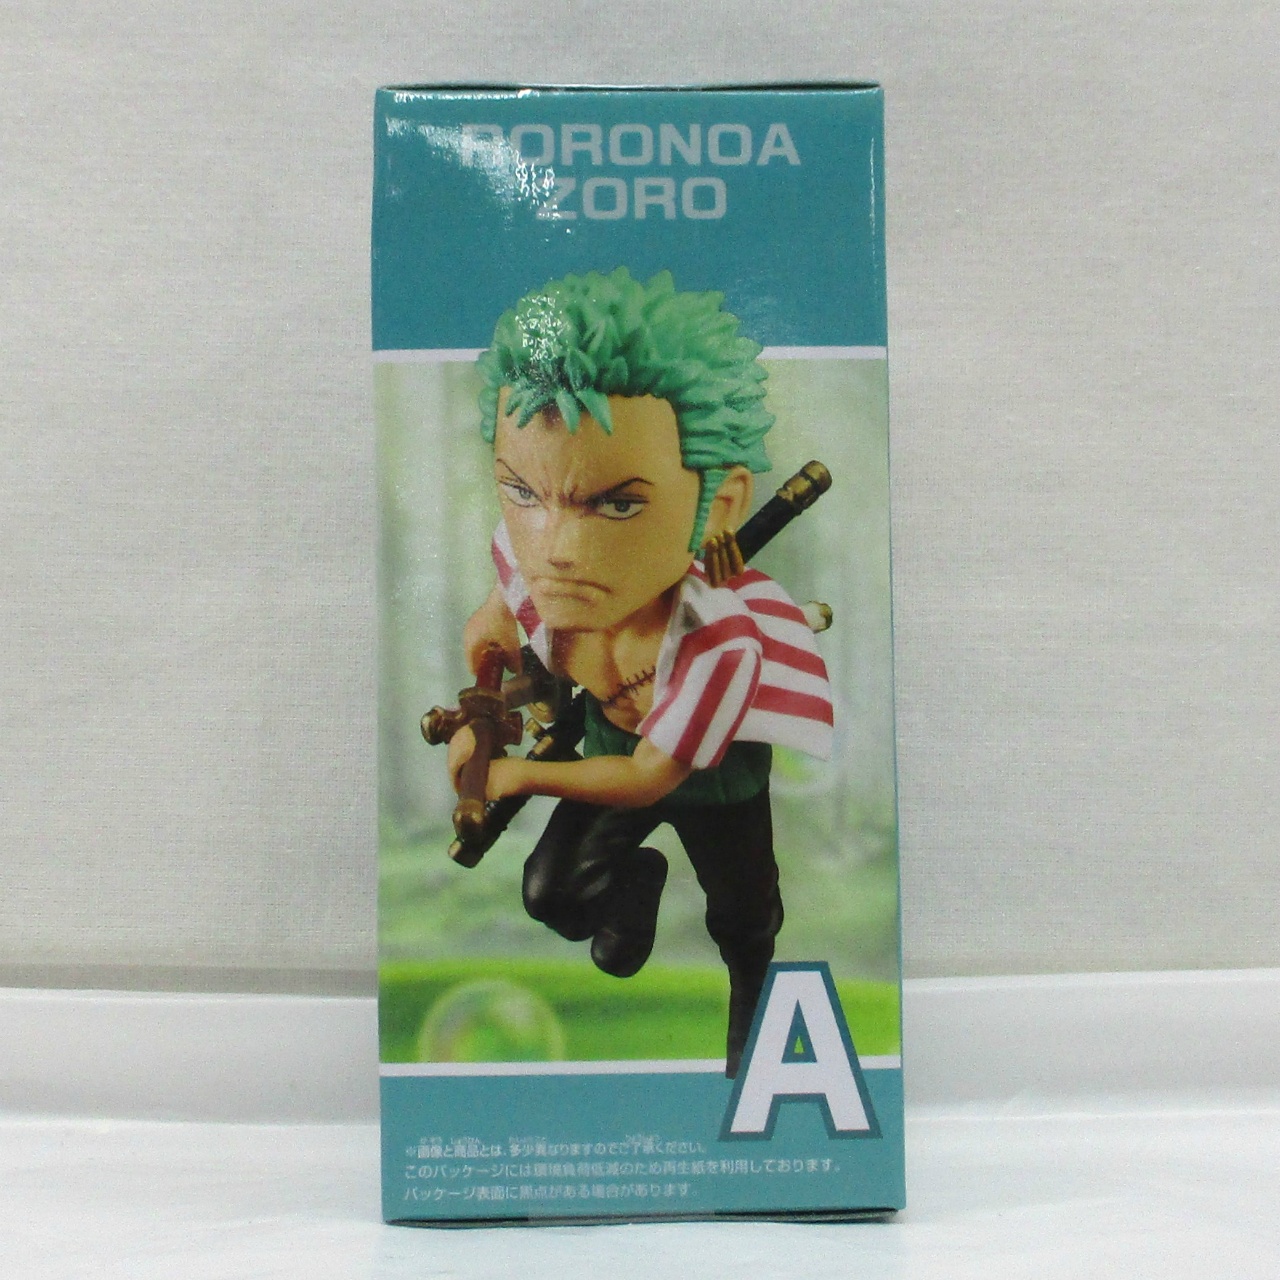 RORONOA
ZORO
A
※画像と商品とは、多少異なりますのでご了承ください。
このパッケージには環境負荷低減のため再生紙を利用しております。
パッケージ表面に黒点がある場合があります。